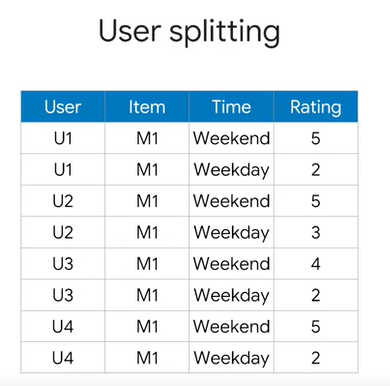 User splitting
User Item Time Rating
U1 M1 Weekend 5
U1 M1 Weekday 2
U2 M1 Weekend 5
U2 M1 Weekday 3
U3 M1 Weekend 4
U3 M1 Weekday 2
U4 M1 Weekend 5
U4 M1 Weekday 2